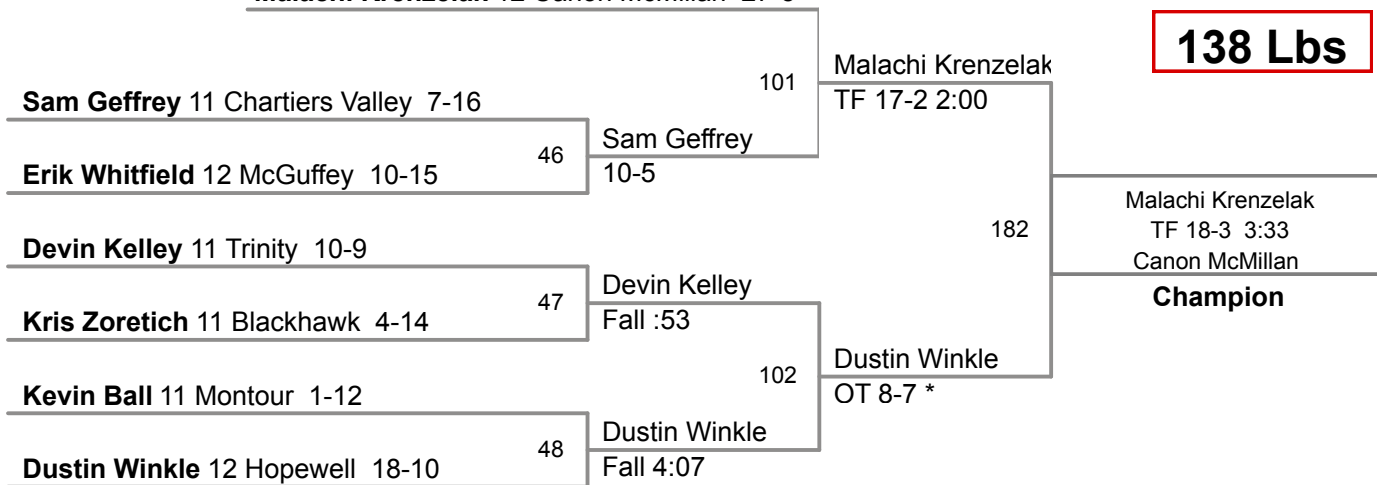 138 Lbs
Malachi Krenzelak
101
TF 17-2 2:00
Sam Geffrey 11 Chartiers Valley 7-16
Sam Geffrey
46
10-5
Erik Whitfield 12 McGuffey 10-15
Malachi Krenzelak
182
TF 18-3 3:33
Devin Kelley 11 Trinity 10-9
Canon McMillan
Devin Kelley
Champion
47
Fall :53
Kris Zoretich 11 Blackhawk 4-14
Dustin Winkle
102
OT 8-7 *
Kevin Ball 11 Montour 1-12
Dustin Winkle
48
Fall 4:07
Dustin Winkle 12 Hopewell 18-10